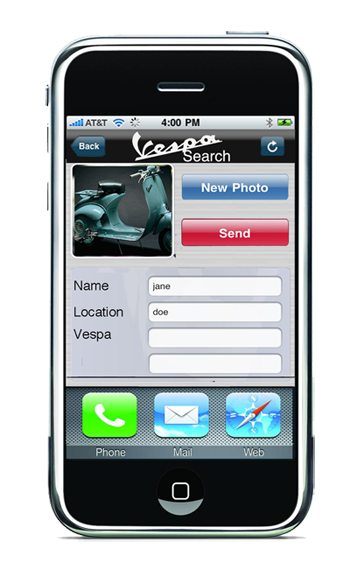 AT&T 4:00 PM
Back Vespa
Search
New Photo
Send
Name jane
Location doe
Vespa
Phone Mail Web